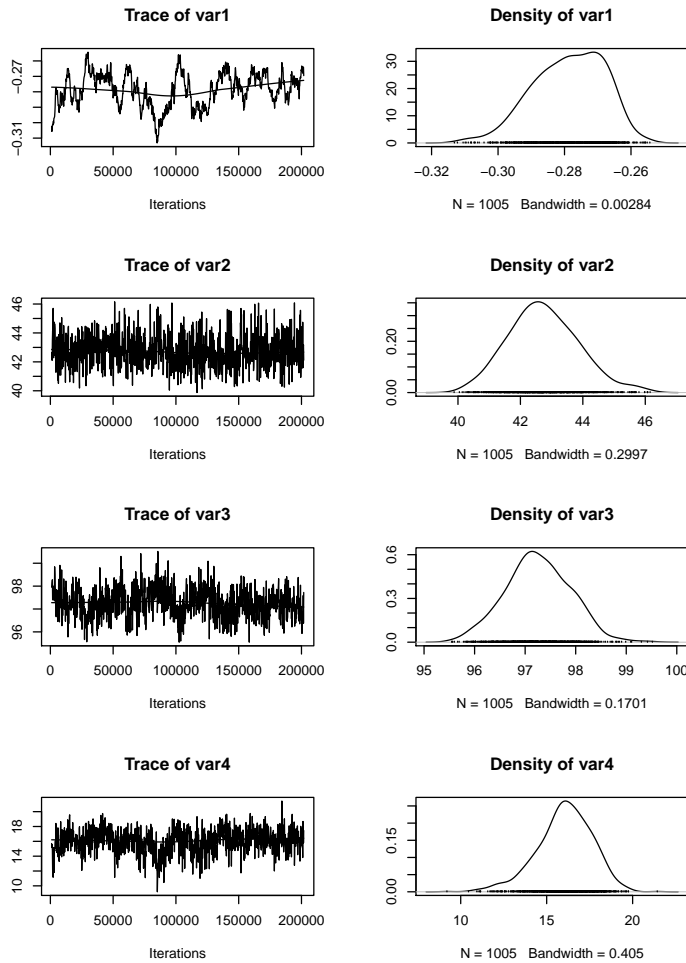 Trace of var1
−0.31
−0.27
0 50000 100000 150000 200000
Iterations
Density of var1
0 10 20 30
−0.32 −0.30 −0.28 −0.26
N = 1005 Bandwidth = 0.00284
Trace of var2
40 42 44 46
0 50000 100000 150000 200000
Iterations
Density of var2
0.00 0.20
40 42 44 46
N = 1005 Bandwidth = 0.2997
Trace of var3
96 98
0 50000 100000 150000 200000
Iterations
Density of var3
0.0 0.3 0.6
95 96 97 98 99 100
N = 1005 Bandwidth = 0.1701
Trace of var4
10 14 18
0 50000 100000 150000 200000
Iterations
Density of var4
0.00 0.15
10 15 20
N = 1005 Bandwidth = 0.405